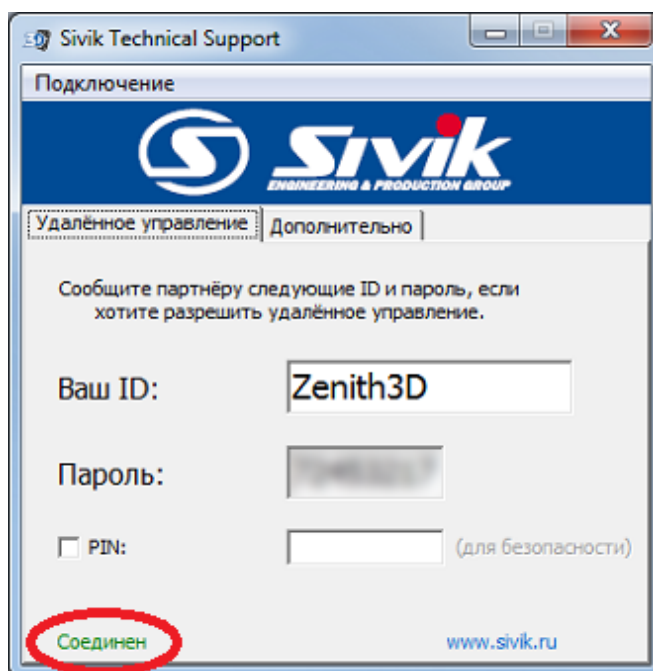 Sivik Technical Support
Подключение
SIVIK
ENGINEERING & PRODUCTION GROUP
Удалённое управление Дополнительно
Сообщите партнёру следующие ID и пароль, если
хотите разрешить удалённое управление.
Ваш ID: Zenith3D
Пароль:
PIN: (для безопасности)
Соединен www.sivik.ru